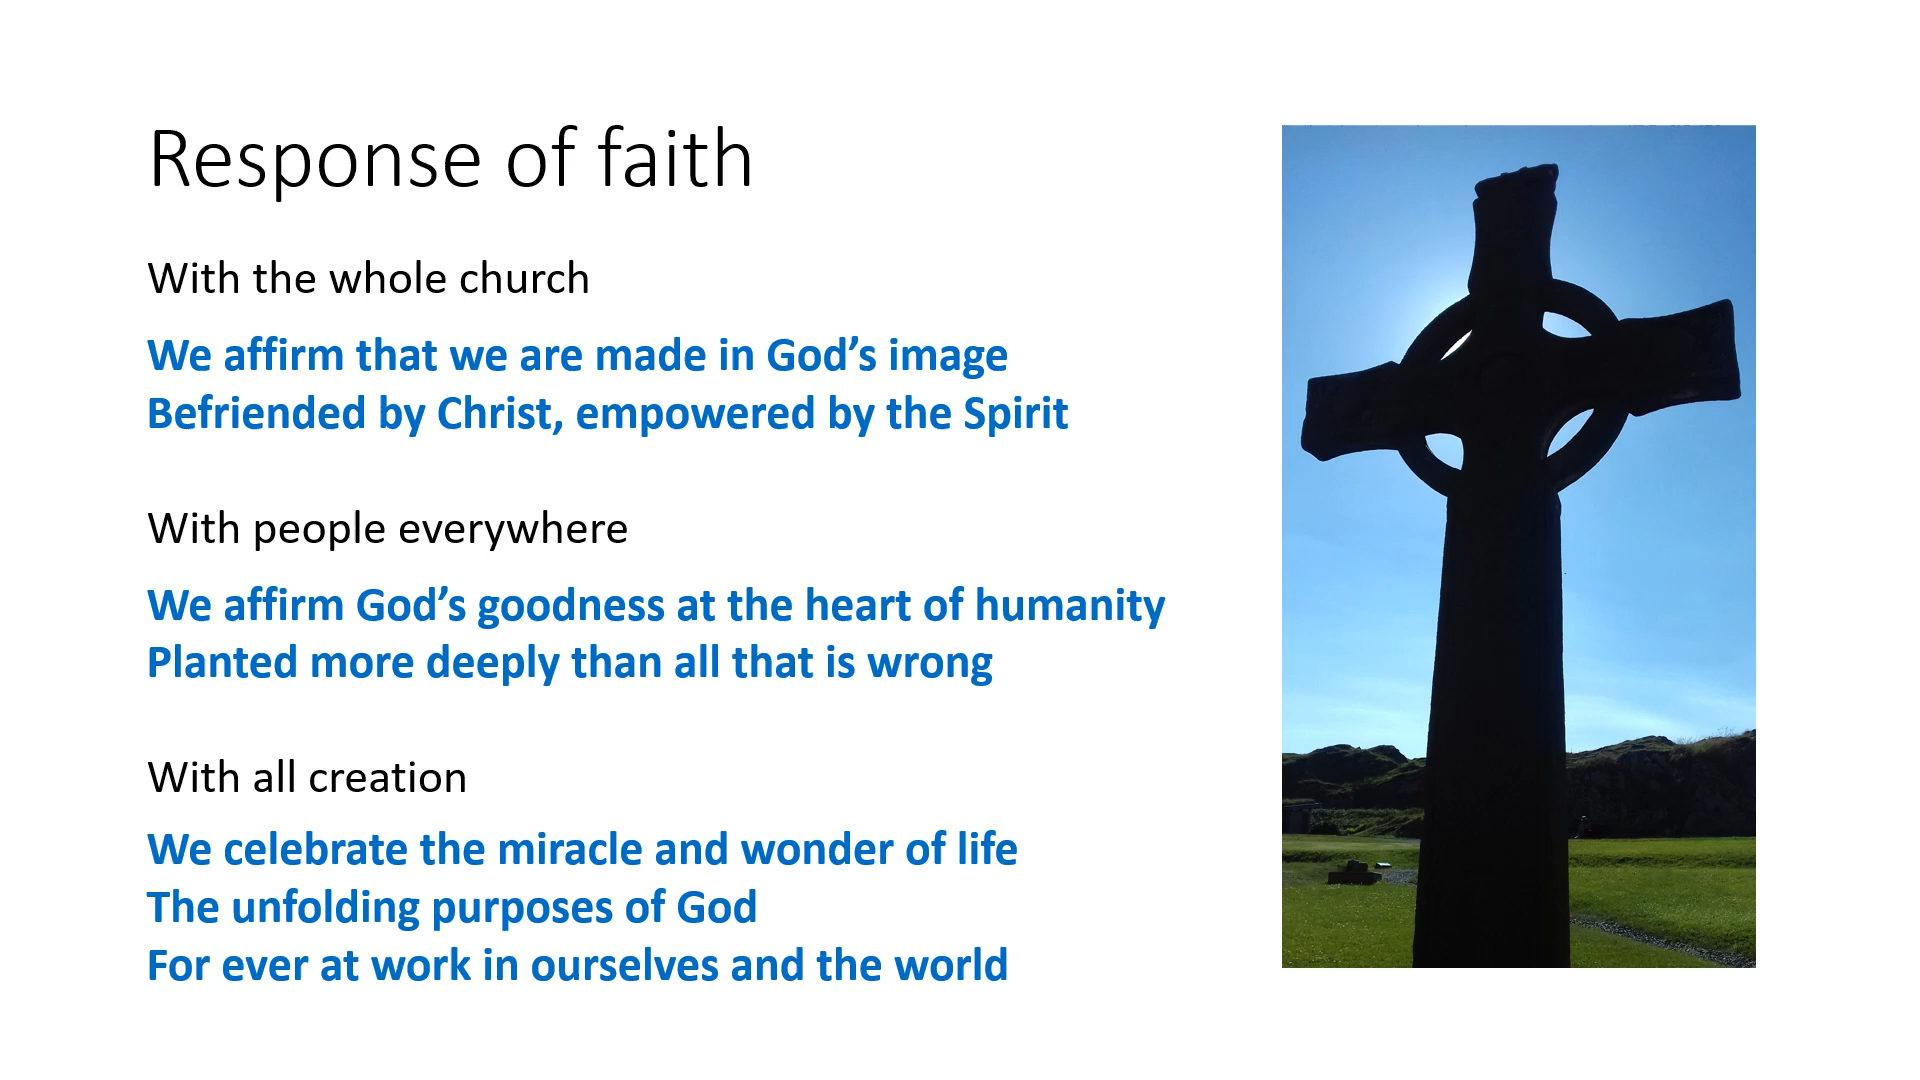 Response of faith
With the whole church
We affirm that we are made in God’s image
Befriended by Christ, empowered by the Spirit
With people everywhere
We affirm God’s goodness at the heart of humanity
Planted more deeply than all that is wrong
With all creation
We celebrate the miracle and wonder of life
The unfolding purposes of God
For ever at work in ourselves and the world